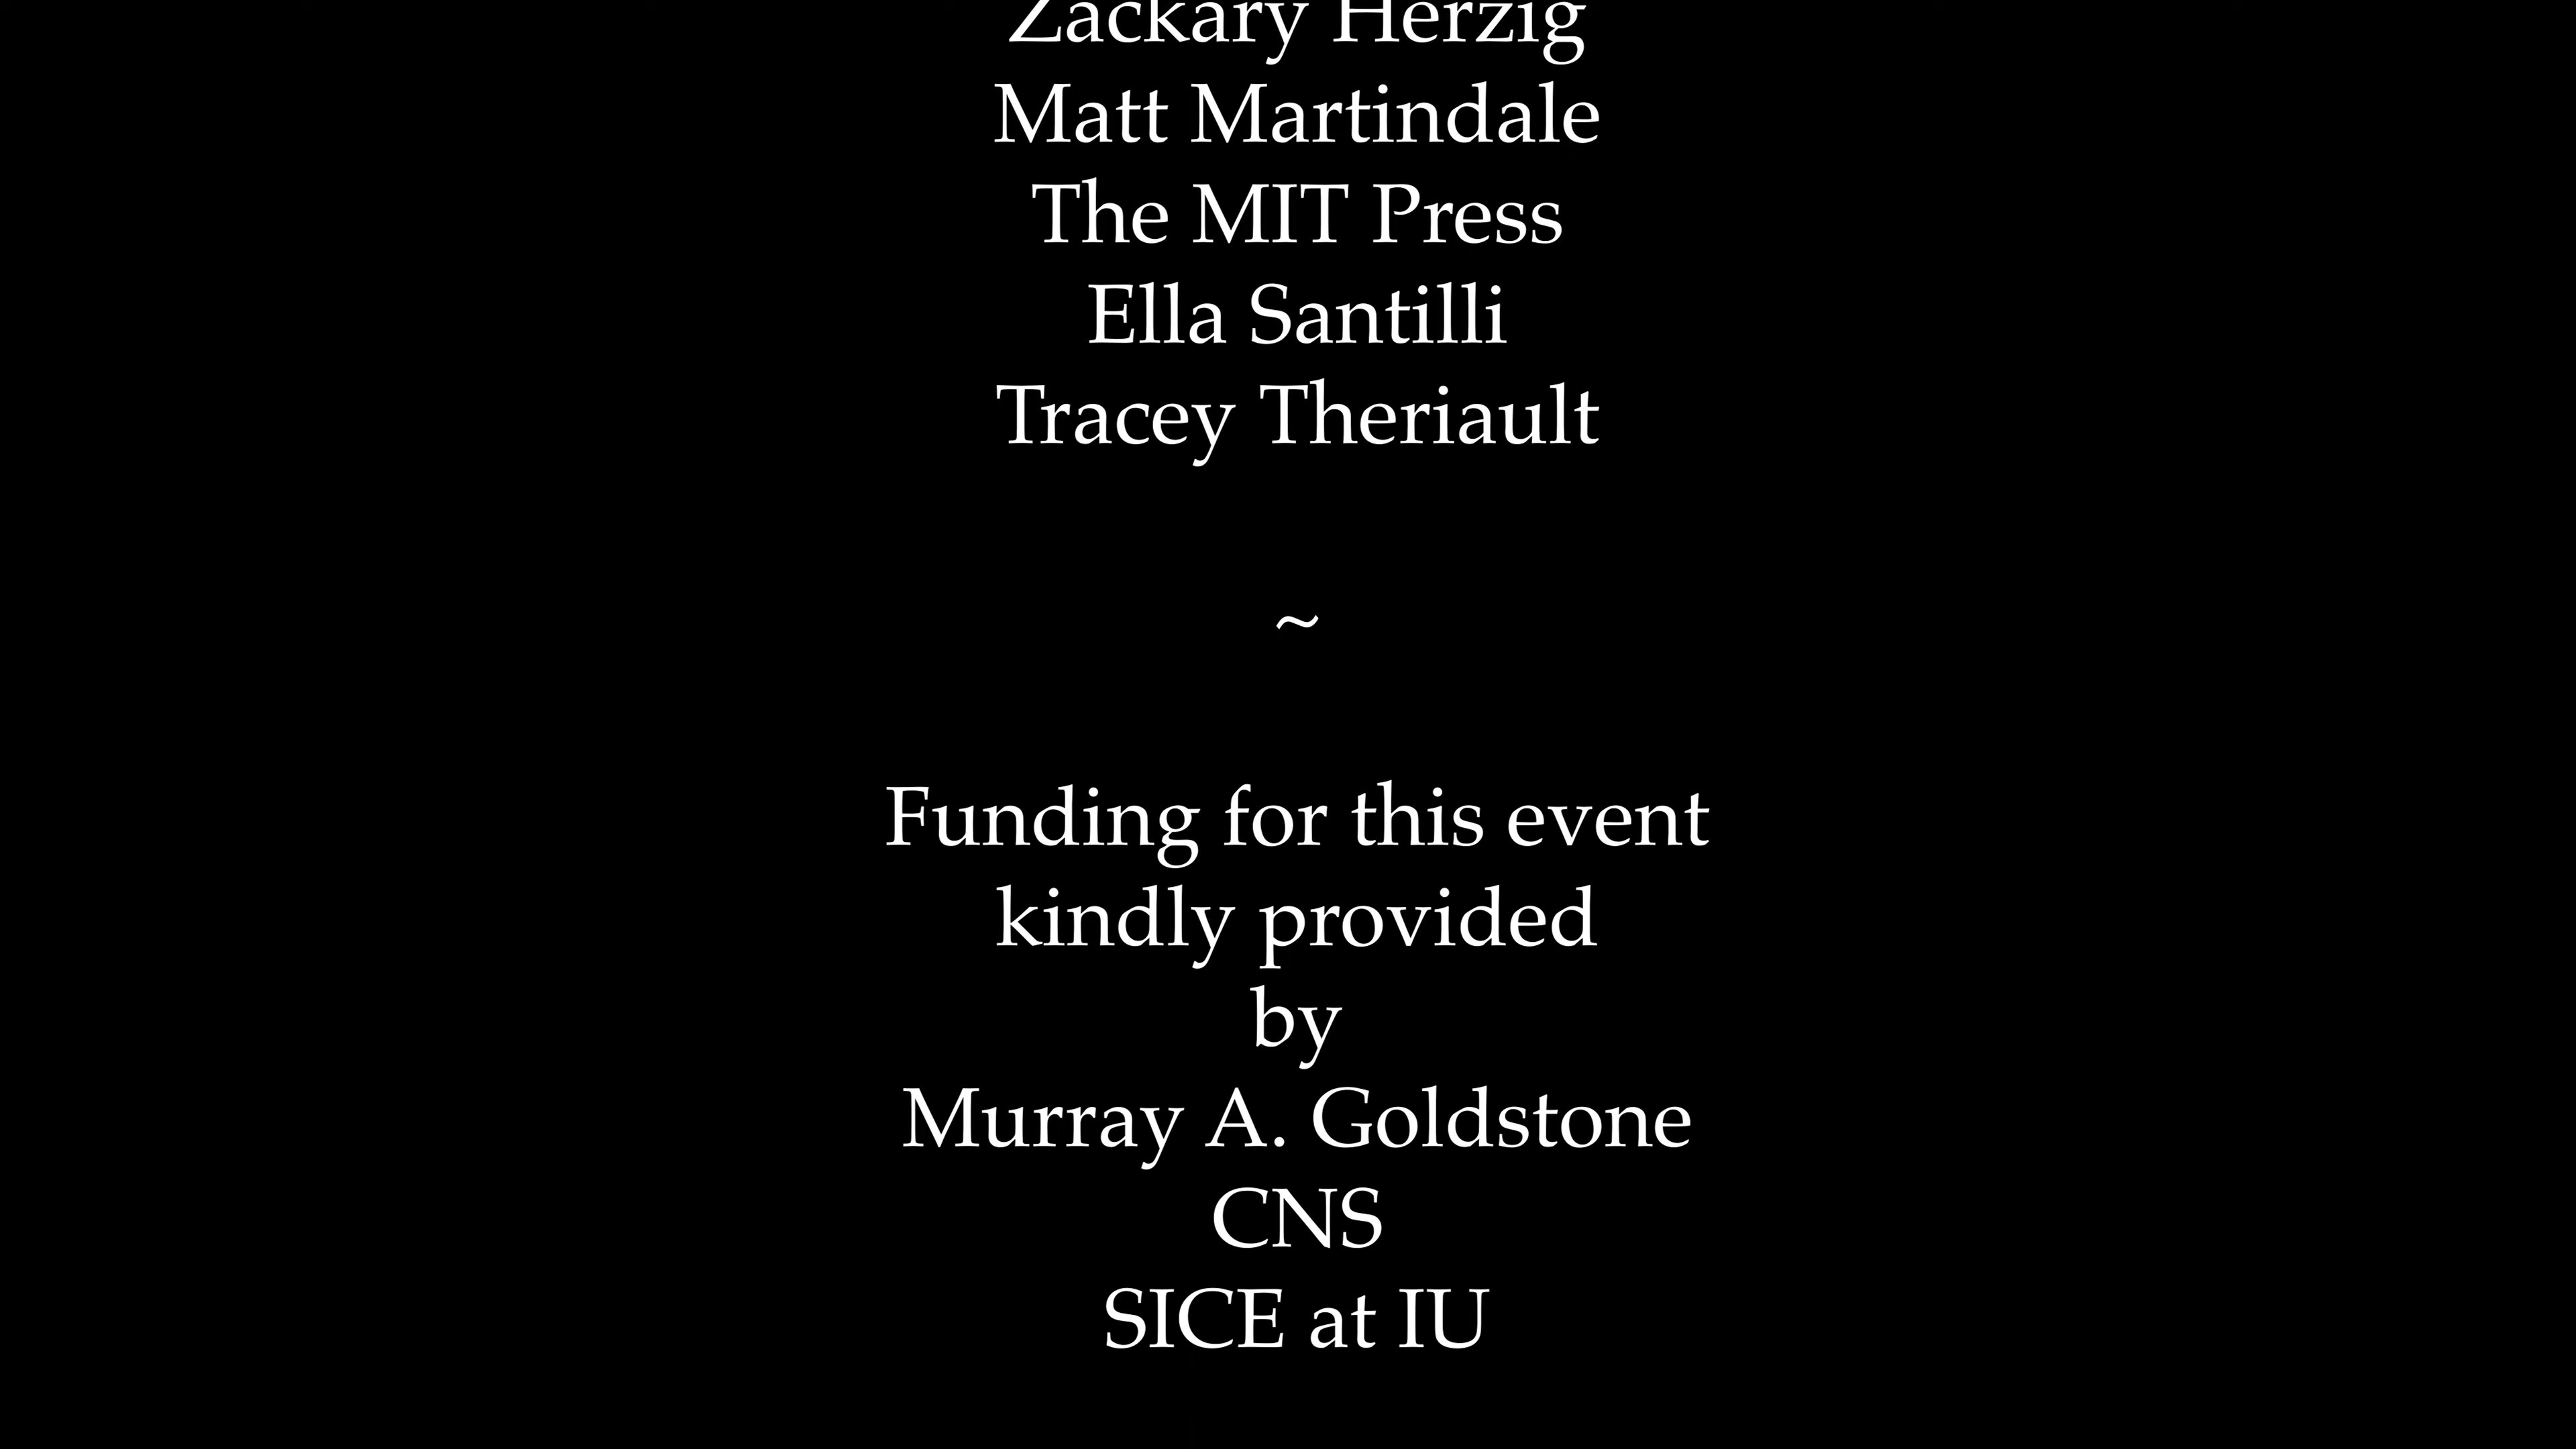 Zackary Herzig
Matt Martindale
The MIT Press
Ella Santilli
Tracey Theriault
~
Funding for this event
kindly provided
by
Murray A. Goldstone
CNS
SICE at IU